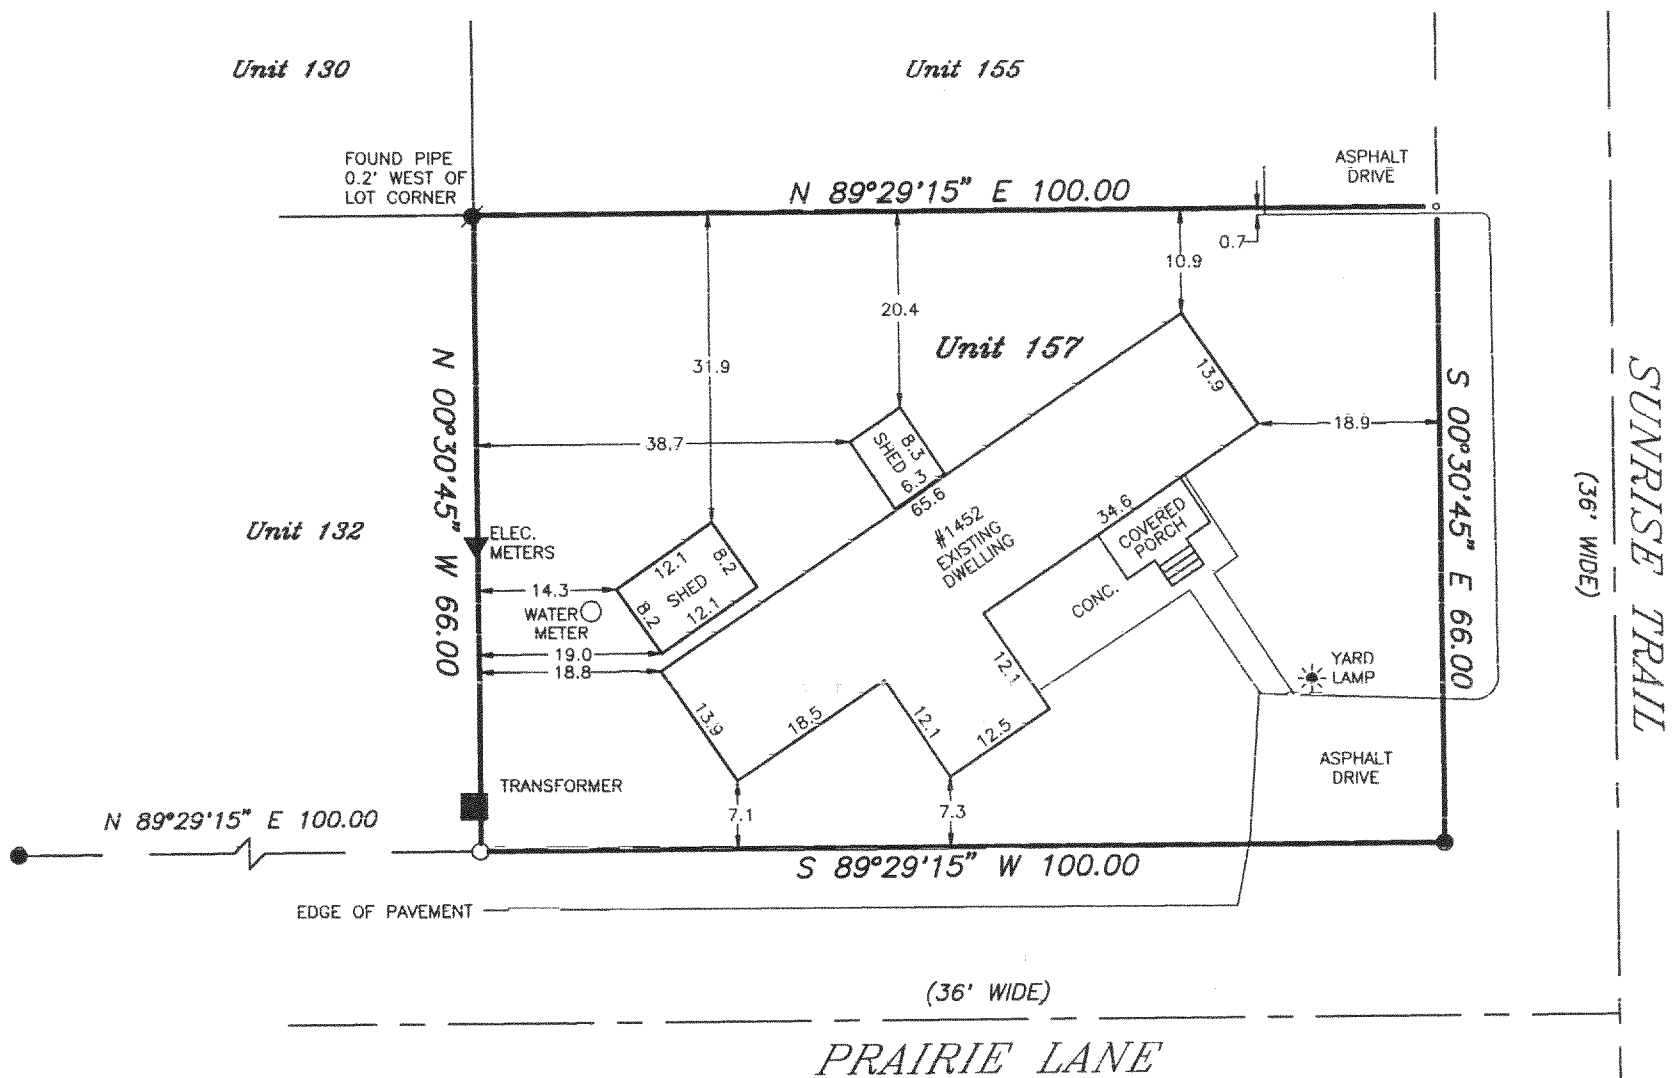 Unit 130
Unit 155
FOUND PIPE
0.2' WEST OF
LOT CORNER
ASPHALT
DRIVE
N 89°29'15" E 100.00
0.7
10.9
20.4
31.9
Unit 157
13.9
18.9
38.7
8.3
SHED
6.3
65.6
N 00°30'45" W 66.00
S 00°30'45" E 66.00
SUNRISE TRAIL
(36' WIDE)
Unit 132
ELEC.
METERS
34.6
COVERED
PORCH
#1452
EXISTING
DWELLING
12.1
8.2
SHED
8.2
12.1
14.3
WATER
METER
CONC.
19.0
18.8
12.1
YARD
LAMP
13.9
18.5
12.1
12.5
ASPHALT
DRIVE
TRANSFORMER
7.1
7.3
N 89°29'15" E 100.00
S 89°29'15" W 100.00
EDGE OF PAVEMENT
(36' WIDE)
PRAIRIE LANE